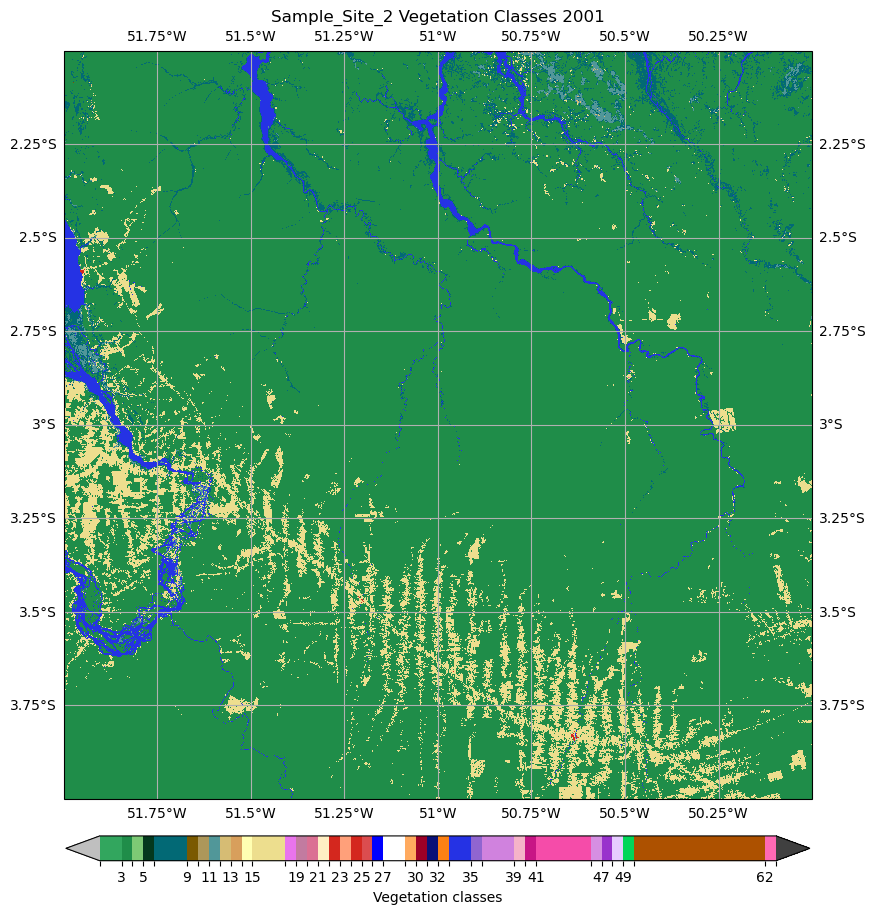 Sample_Site_2 Vegetation Classes 2001
51.75°W 51.5°W 51.25°W 51°W 50.75°W 50.5°W 50.25°W
2.25°S 2.25°S
2.5°S 2.5°S
2.75°S 2.75°S
3°S 3°S
3.25°S 3.25°S
3.5°S 3.5°S
3.75°S 3.75°S
51.75°W 51.5°W 51.25°W 51°W 50.75°W 50.5°W 50.25°W
3 5 9 11 13 15 19 21 23 25 27 30 32 35 39 41 47 49 62
Vegetation classes